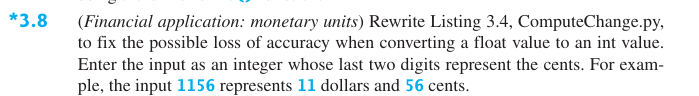 *3.8 (Financial application: monetary units) Rewrite Listing 3.4, ComputeChange.py,
to fix the possible loss of accuracy when converting a float value to an int value.
Enter the input as an integer whose last two digits represent the cents. For exam-
ple, the input 1156 represents 11 dollars and 56 cents.